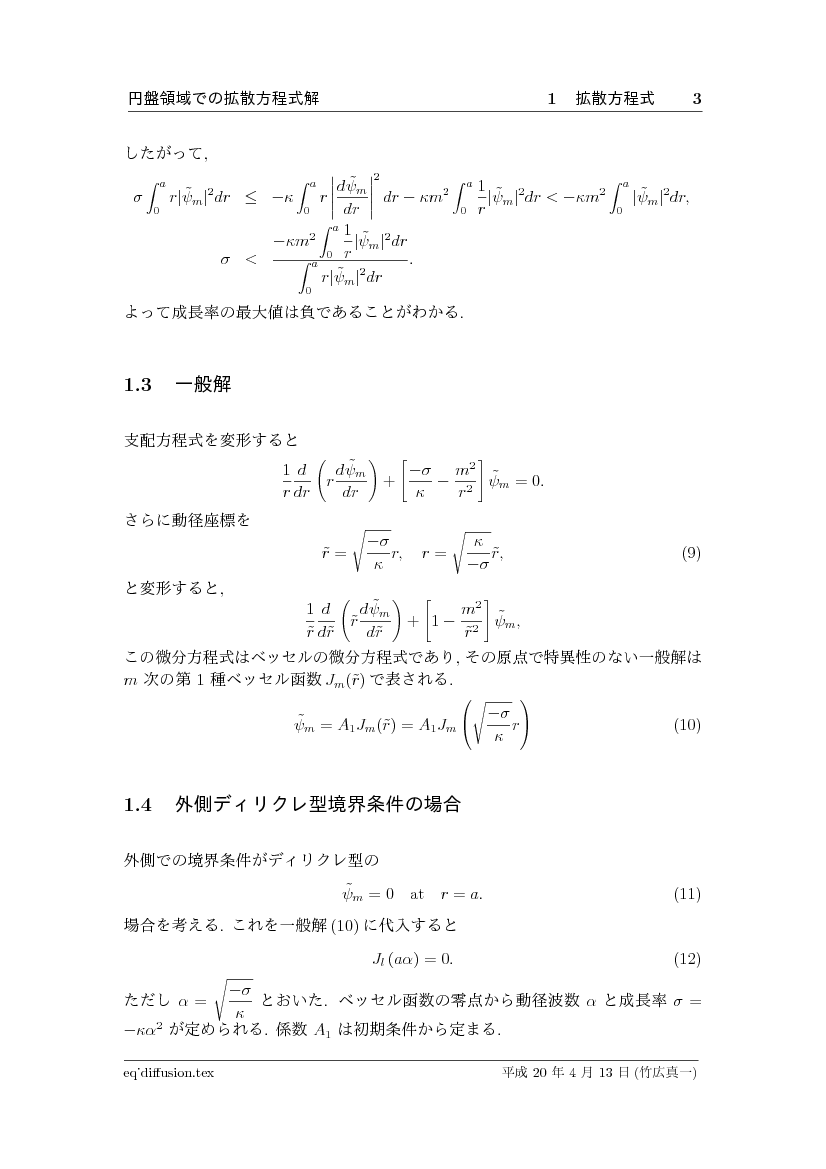 円盤領域での拡散方程式解 1 拡散方程式 3
したがって,
$\sigma \int_0^a r|\tilde{\psi}_m|^2 dr \leq -\kappa \int_0^a r \left|\frac{d\tilde{\psi}_m}{dr}\right|^2 dr - \kappa m^2 \int_0^a \frac{1}{r}|\tilde{\psi}_m|^2 dr < -\kappa m^2 \int_0^a |\tilde{\psi}_m|^2 dr,$
$\sigma < \frac{-\kappa m^2 \int_0^a \frac{1}{r}|\tilde{\psi}_m|^2 dr}{\int_0^a r|\tilde{\psi}_m|^2 dr}.$
よって成長率の最大値は負であることがわかる.
1.3 一般解
支配方程式を変形すると
$\frac{1}{r}\frac{d}{dr}\left(r\frac{d\tilde{\psi}_m}{dr}\right) + \left[\frac{-\sigma}{\kappa} - \frac{m^2}{r^2}\right]\tilde{\psi}_m = 0.$
さらに動径座標を
$\tilde{r} = \sqrt{\frac{-\sigma}{\kappa}}r, \quad r = \sqrt{\frac{\kappa}{-\sigma}}\tilde{r},$ (9)
と変形すると,
$\frac{1}{\tilde{r}}\frac{d}{d\tilde{r}}\left(\tilde{r}\frac{d\tilde{\psi}_m}{d\tilde{r}}\right) + \left[1 - \frac{m^2}{\tilde{r}^2}\right]\tilde{\psi}_m,$
この微分方程式はベッセルの微分方程式であり, その原点で特異性のない一般解は
m 次の第 1 種ベッセル函数 $J_m(\tilde{r})$ で表される.
$\tilde{\psi}_m = A_1 J_m(\tilde{r}) = A_1 J_m\left(\sqrt{\frac{-\sigma}{\kappa}}r\right)$ (10)
1.4 外側ディリクレ型境界条件の場合
外側での境界条件がディリクレ型の
$\tilde{\psi}_m = 0 \quad \text{at} \quad r = a.$ (11)
場合を考える. これを一般解 (10) に代入すると
$J_l(a\alpha) = 0.$ (12)
ただし $\alpha = \sqrt{\frac{-\sigma}{\kappa}}$ とおいた. ベッセル函数の零点から動径波数 $\alpha$ と成長率 $\sigma =$
$-\kappa\alpha^2$ が定められる. 係数 $A_1$ は初期条件から定まる.
eq˙diffusion.tex 平成 20 年 4 月 13 日 (竹広真一)